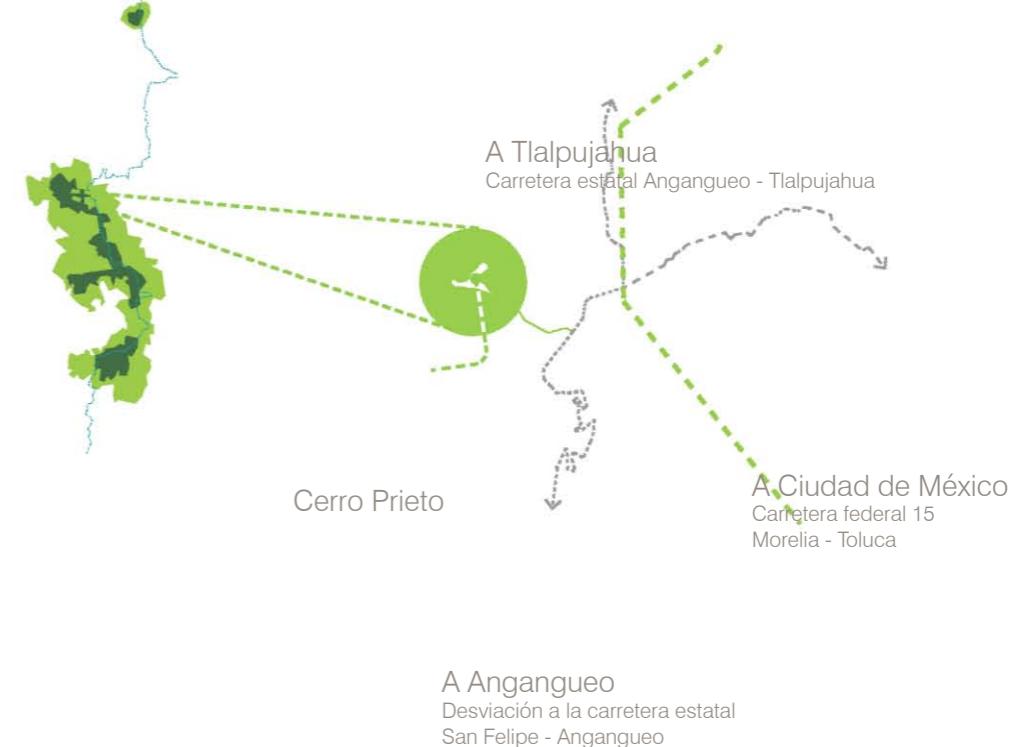 A Tlalpujahua
Carretera estatal Angangueo - Tlalpujahua
A Ciudad de México
Carretera federal 15
Morelia - Toluca
Cerro Prieto
A Angangueo
Desviación a la carretera estatal
San Felipe - Angangueo